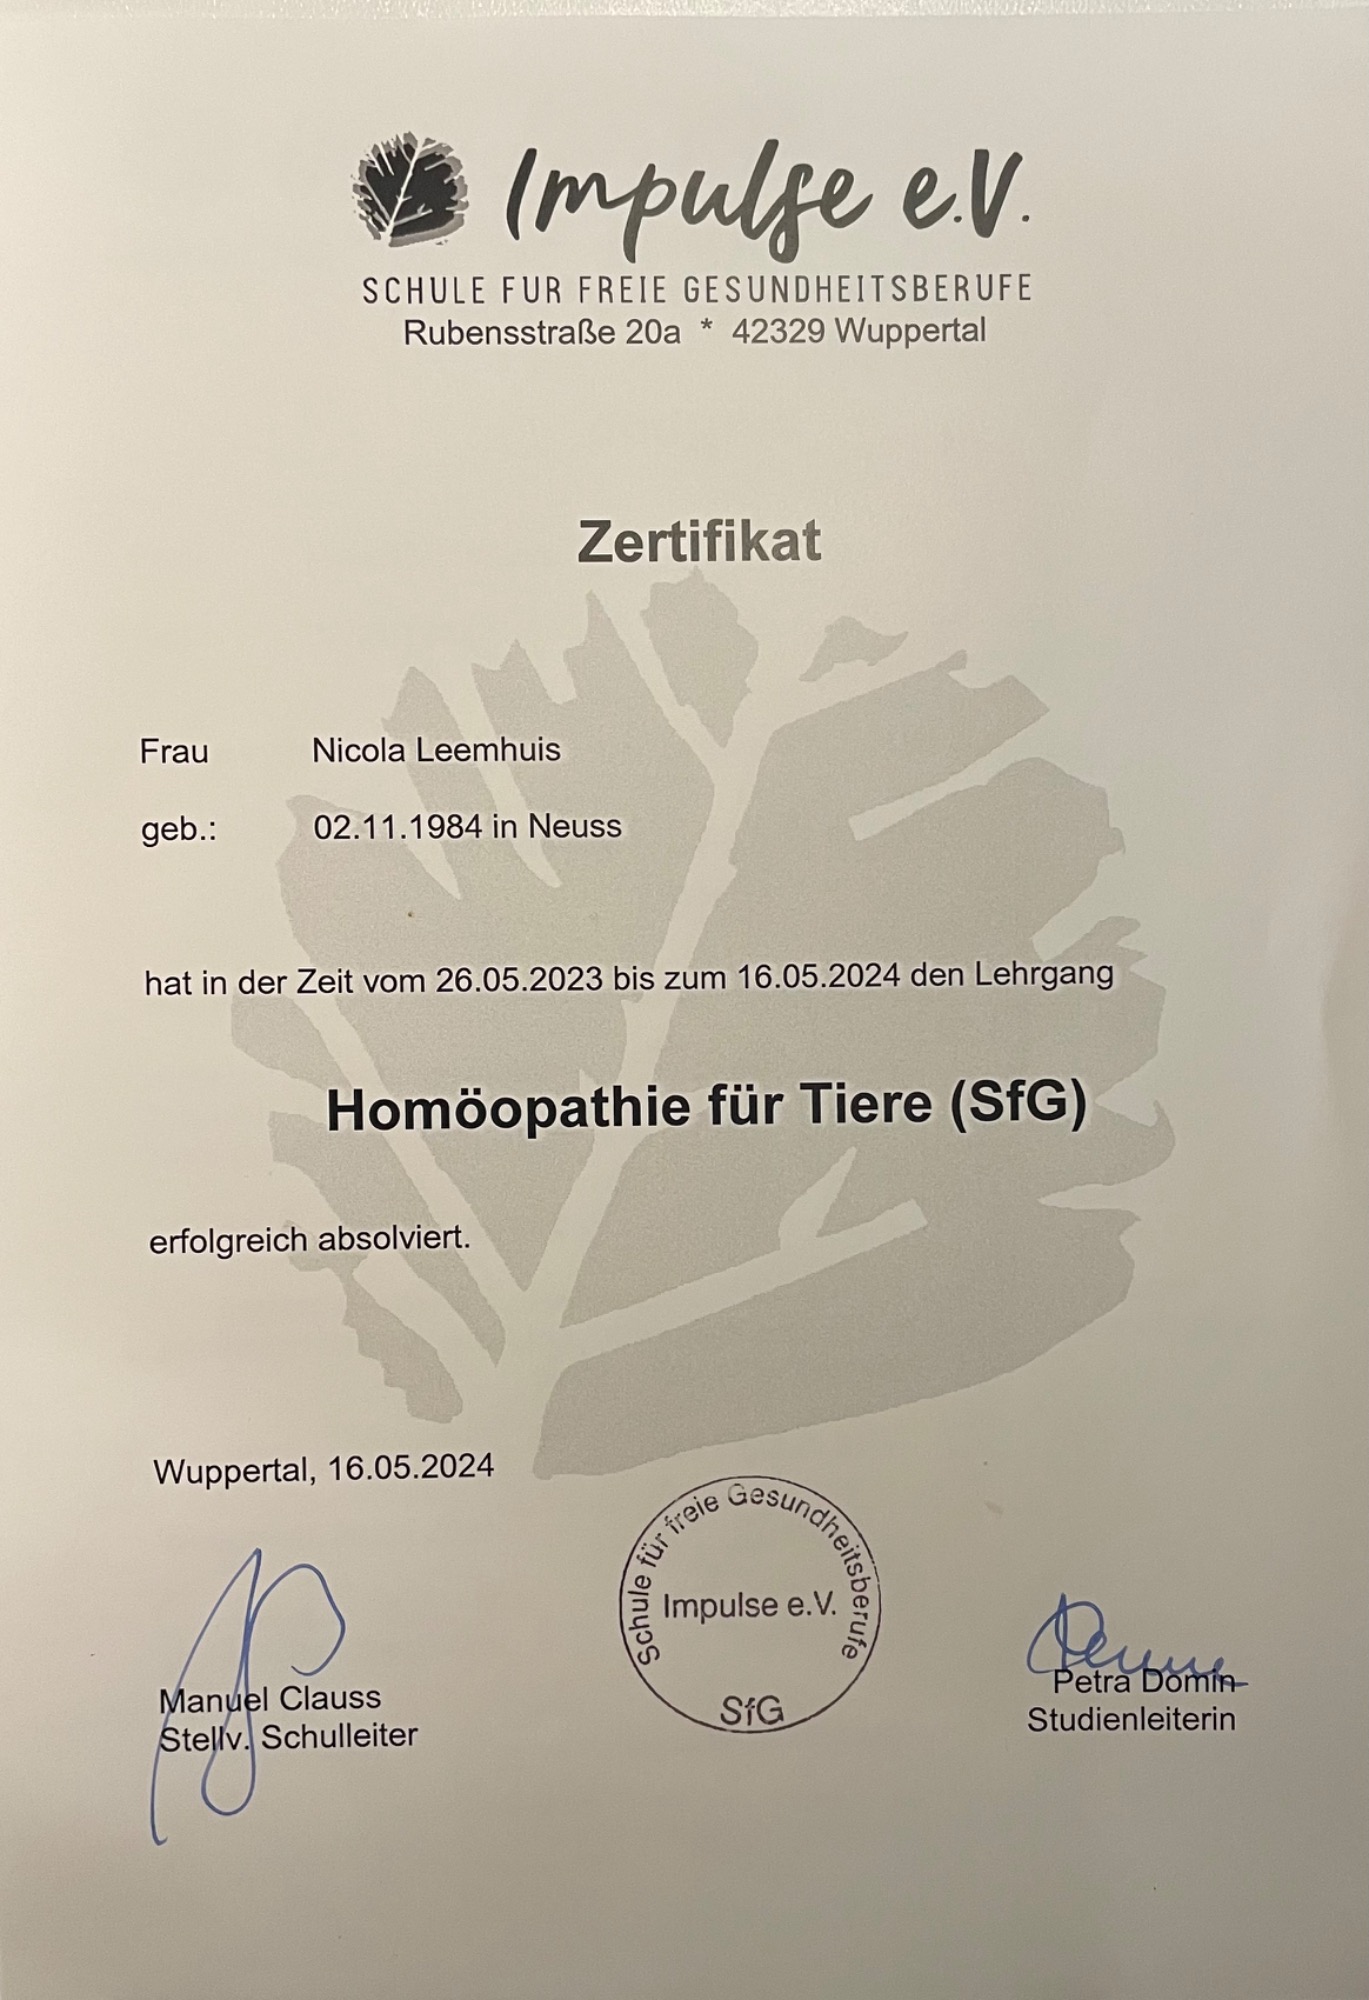 Impulse e.V.
SCHULE FUR FREIE GESUNDHEITSBERUFE
Rubensstraße 20a * 42329 Wuppertal
Zertifikat
Frau Nicola Leemhuis
geb.: 02.11.1984 in Neuss
hat in der Zeit vom 26.05.2023 bis zum 16.05.2024 den Lehrgang
Homöopathie für Tiere (SfG)
erfolgreich absolviert.
Wuppertal, 16.05.2024
Schule für freie Gesundheitsberufe
Impulse e.V.
SfG
Manuel Clauss
Stellv. Schulleiter
Petra Domin
Studienleiterin